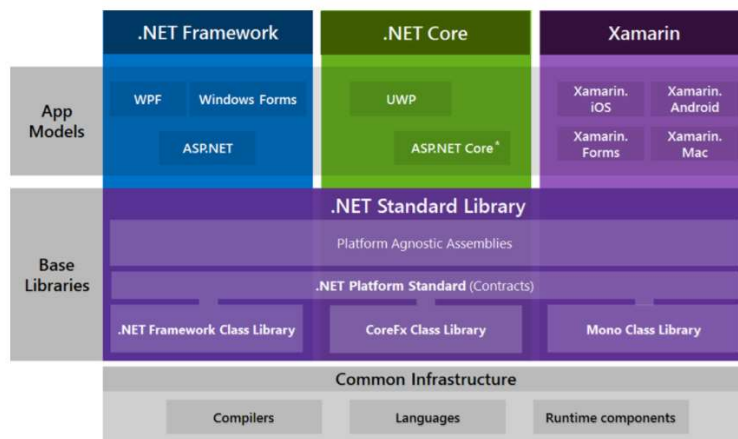 .NET Framework
.NET Core
Xamarin
App
Models
WPF
Windows Forms
ASP.NET
UWP
ASP.NET Core*
Xamarin.
iOS
Xamarin.
Android
Xamarin.
Forms
Xamarin.
Mac
Base
Libraries
.NET Standard Library
Platform Agnostic Assemblies
.NET Platform Standard (Contracts)
.NET Framework Class Library
CoreFx Class Library
Mono Class Library
Common Infrastructure
Compilers
Languages
Runtime components